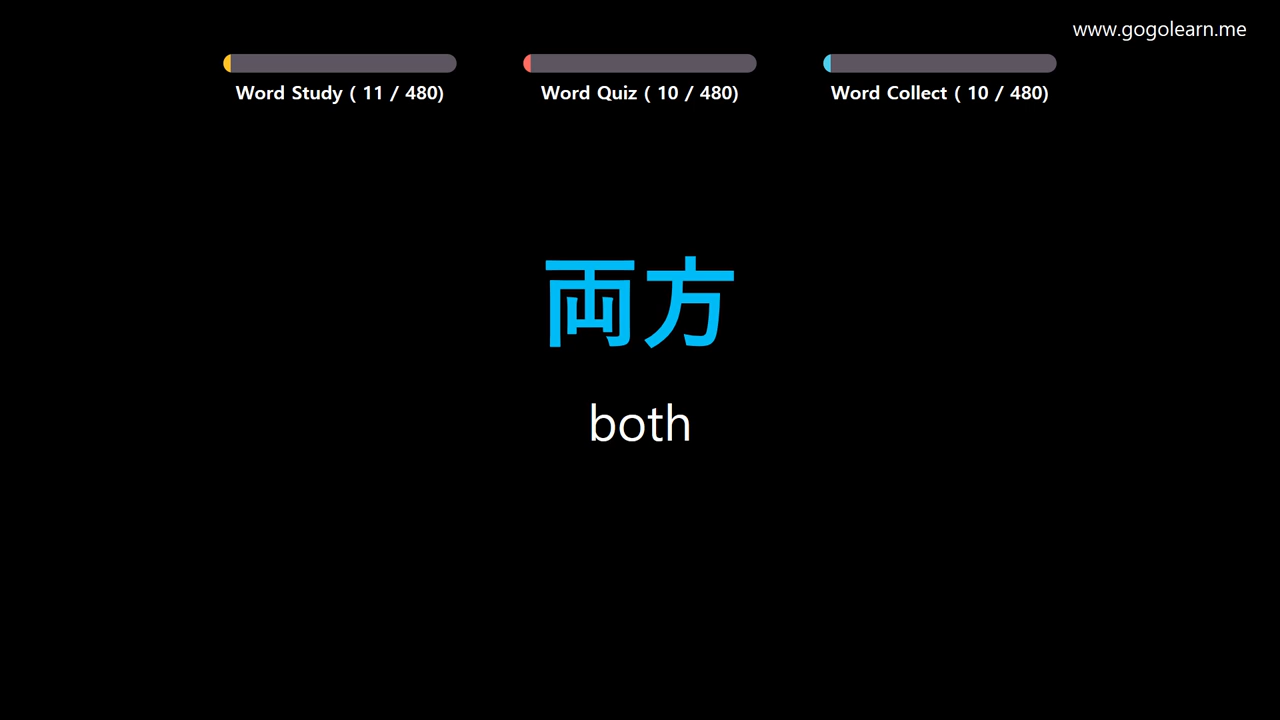 www.gogolearn.me
Word Study ( 11 / 480)
Word Quiz ( 10 / 480)
Word Collect ( 10 / 480)
両方
both